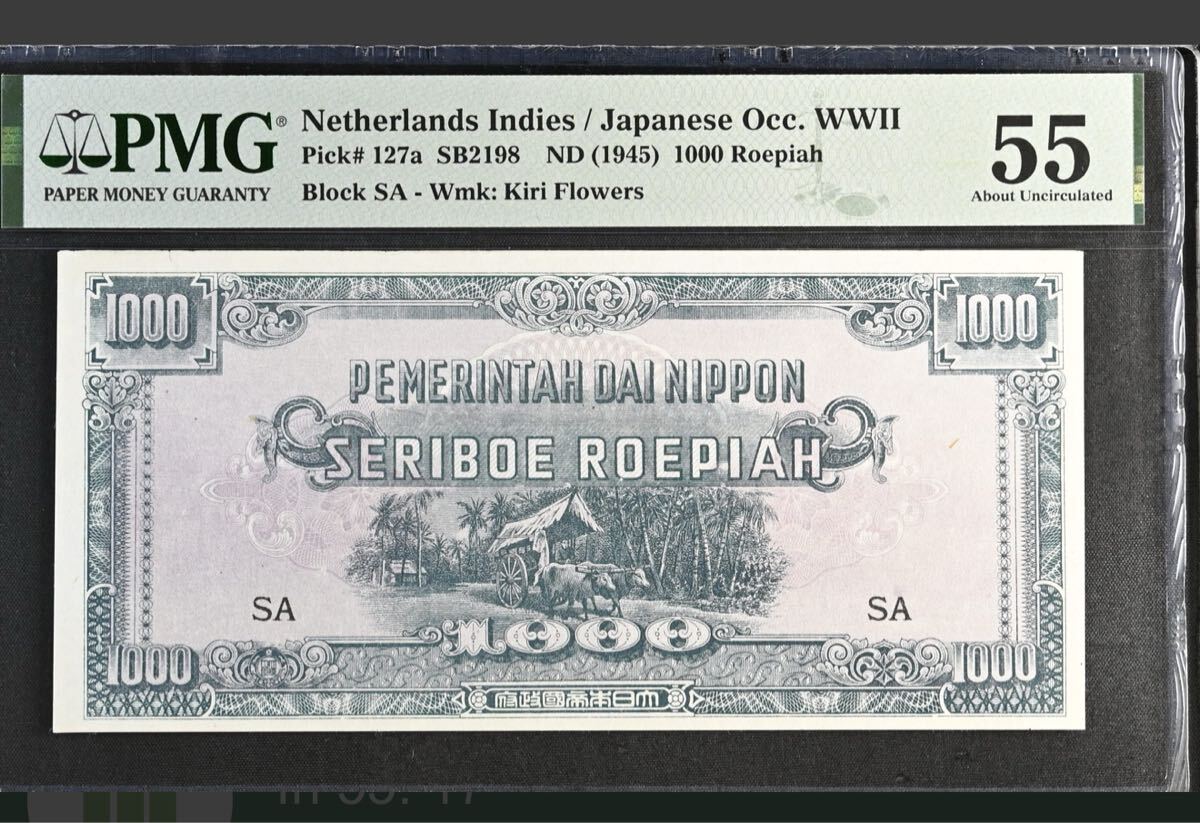 PMG®
PAPER MONEY GUARANTY
Netherlands Indies / Japanese Occ. WWII
Pick# 127a SB2198 ND (1945) 1000 Roepiah
Block SA - Wmk: Kiri Flowers
55
About Uncirculated
1000 1000
PEMERINTAH DAI NIPPON
SERIBOE ROEPIAH
SA SA
1000
1000 1000
府政國帝本日大